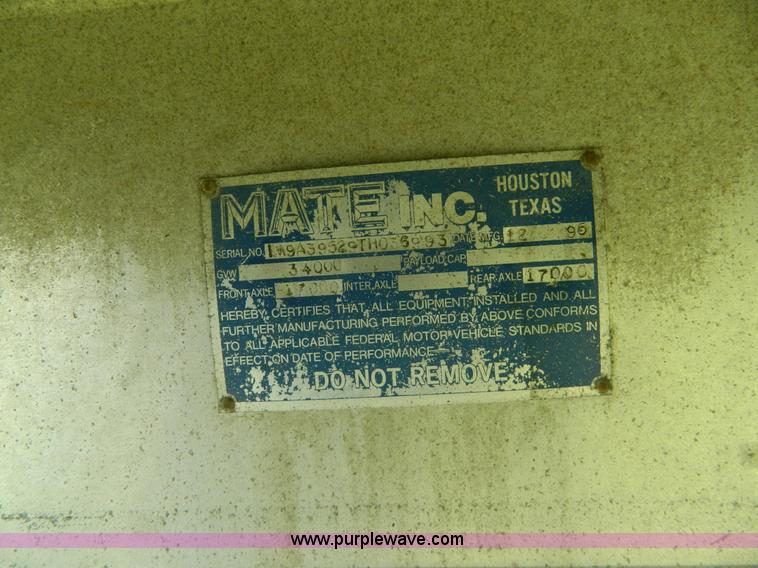 MATE INC.
HOUSTON
TEXAS
SERIAL NO. DATE MFG. 12 96
GVW 34000 PAYLOAD CAP.
FRONT AXLE 17000 INTER AXLE REAR AXLE 17000
HEREBY CERTIFIES THAT ALL EQUIPMENT INSTALLED AND ALL
FURTHER MANUFACTURING PERFORMED BY ABOVE CONFORMS
TO ALL APPLICABLE FEDERAL MOTOR VEHICLE STANDARDS IN
EFFECT ON DATE OF PERFORMANCE
DO NOT REMOVE
www.purplewave.com